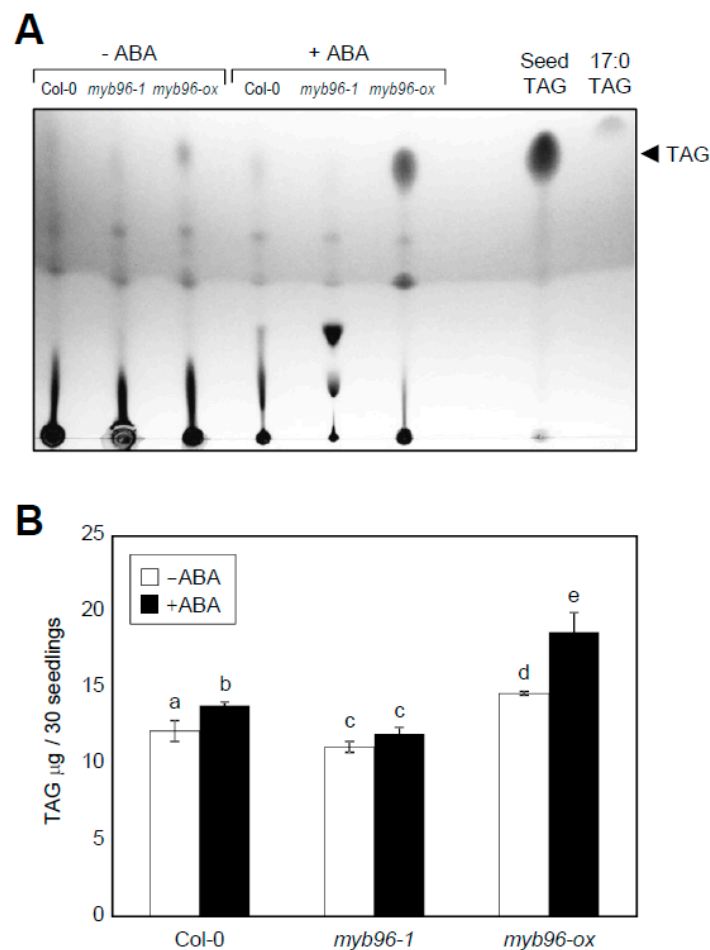 A
- ABA + ABA
Col-0 myb96-1 myb96-ox Col-0 myb96-1 myb96-ox Seed TAG 17:0 TAG
TAG
B
25
20
15
10
5
0
TAG μg / 30 seedlings
–ABA
+ABA
a b c c d e
Col-0 myb96-1 myb96-ox